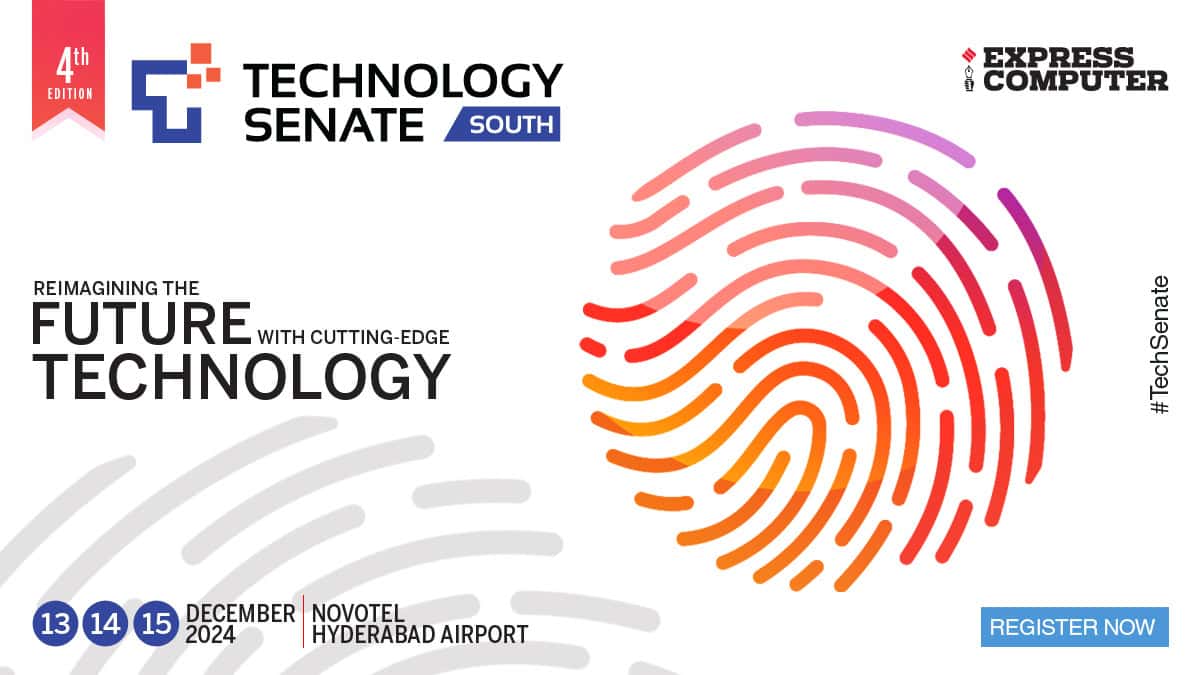 4th
EDITION
TECHNOLOGY
SENATE SOUTH
EXPRESS
COMPUTER
REIMAGINING THE
FUTURE WITH CUTTING-EDGE
TECHNOLOGY
#TechSenate
13 14 15 DECEMBER
2024
NOVOTEL
HYDERABAD AIRPORT
REGISTER NOW